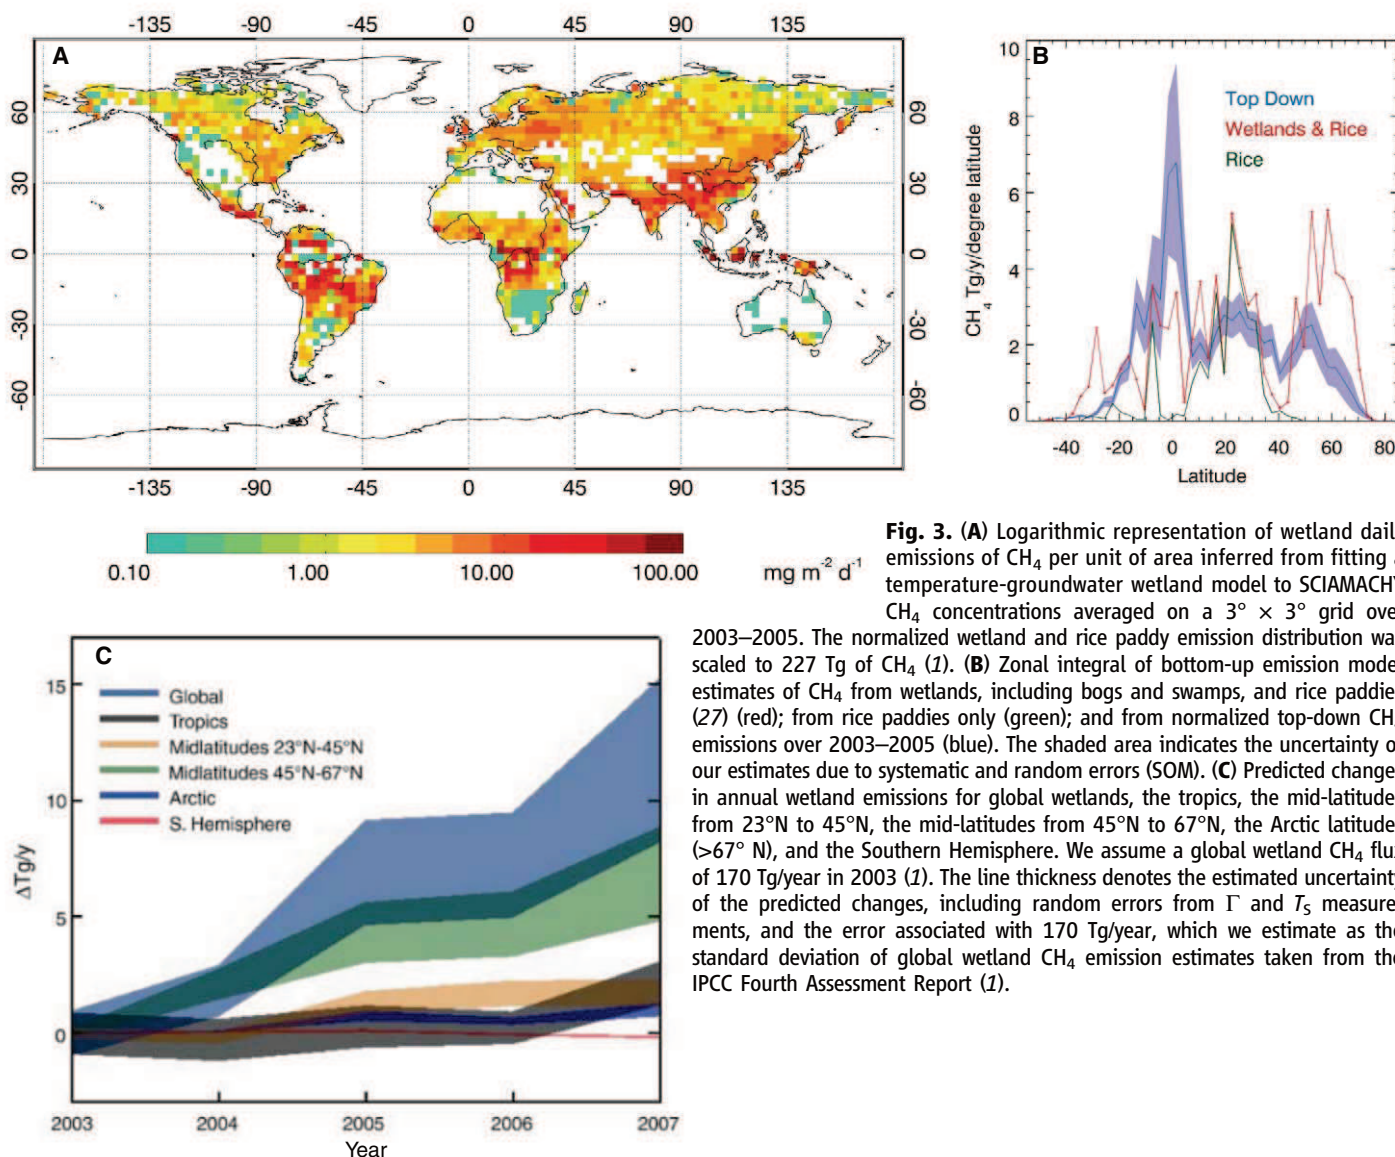 -135 -90 -45 0 45 90 135
A
60 60
30 30
0 0
-30 -30
-60 -60
-135 -90 -45 0 45 90 135
0.10 1.00 10.00 100.00 mg m⁻² d⁻¹
B
10
8
6
4
2
0
CH₄ Tg/y/degree latitude
Top Down
Wetlands & Rice
Rice
-40 -20 0 20 40 60 80
Latitude
Fig. 3. (A) Logarithmic representation of wetland dail
emissions of CH₄ per unit of area inferred from fitting
temperature-groundwater wetland model to SCIAMACHY
CH₄ concentrations averaged on a 3° × 3° grid ove
2003–2005. The normalized wetland and rice paddy emission distribution wa
scaled to 227 Tg of CH₄ (1). (B) Zonal integral of bottom-up emission mode
estimates of CH₄ from wetlands, including bogs and swamps, and rice paddie
(27) (red); from rice paddies only (green); and from normalized top-down CH₄
emissions over 2003–2005 (blue). The shaded area indicates the uncertainty o
our estimates due to systematic and random errors (SOM). (C) Predicted change
in annual wetland emissions for global wetlands, the tropics, the mid-latitude
from 23°N to 45°N, the mid-latitudes from 45°N to 67°N, the Arctic latitude
(>67° N), and the Southern Hemisphere. We assume a global wetland CH₄ flu
of 170 Tg/year in 2003 (1). The line thickness denotes the estimated uncertainty
of the predicted changes, including random errors from Γ and Tₛ measure
ments, and the error associated with 170 Tg/year, which we estimate as the
standard deviation of global wetland CH₄ emission estimates taken from the
IPCC Fourth Assessment Report (1).
C
15
10
5
0
ΔTg/y
Global
Tropics
Midlatitudes 23°N-45°N
Midlatitudes 45°N-67°N
Arctic
S. Hemisphere
2003 2004 2005 2006 2007
Year